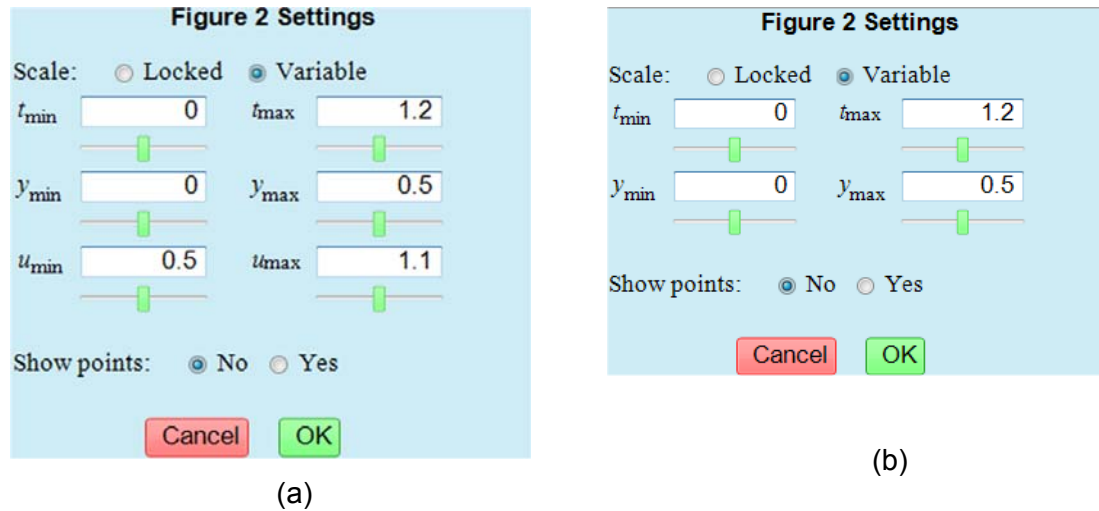 Figure 2 Settings
Scale: Locked Variable
tmin 0 tmax 1.2
ymin 0 ymax 0.5
umin 0.5 umax 1.1
Show points: No Yes
Cancel OK
(a)
Figure 2 Settings
Scale: Locked Variable
tmin 0 tmax 1.2
ymin 0 ymax 0.5
Show points: No Yes
Cancel OK
(b)